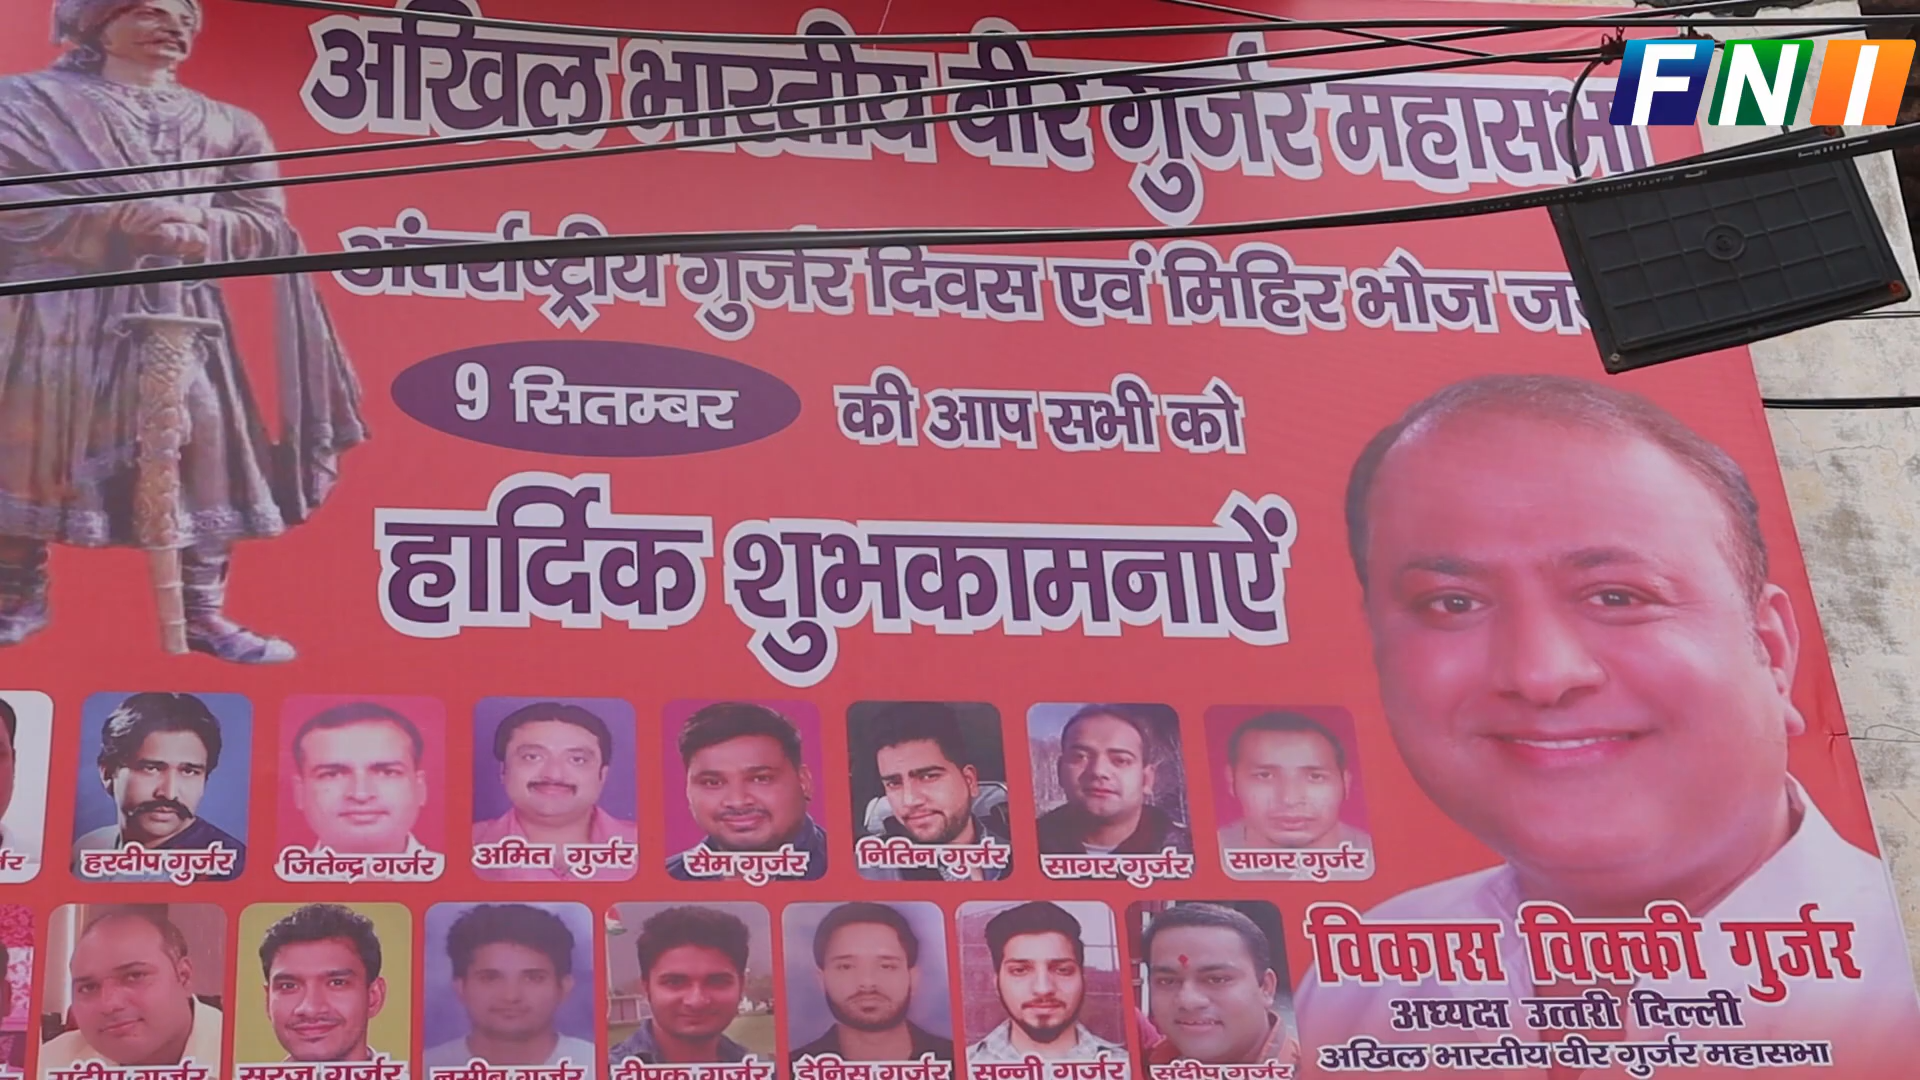 FNI
अखिल भारतीय वीर गुर्जर महासभा
अंतर्राष्ट्रीय गुर्जर दिवस एवं मिहिर भोज
9 सितम्बर की आप सभी को
हार्दिक शुभकामनाऐं
हरदीप गुर्जर
जितेन्द्र गर्जर
अमित गुर्जर
सैम गुर्जर
नितिन गुर्जर
सागर गुर्जर
सागर गुर्जर
विकास विक्की गुर्जर
अध्यक्ष उत्तरी दिल्ली
अखिल भारतीय वीर गुर्जर महासभा
संदीप गुर्जर
सूरज गुर्जर
गुर्जर
दीपक गुर्जर
डेनिस गुर्जर
सन्नी गुर्जर
संदीप गुर्जर